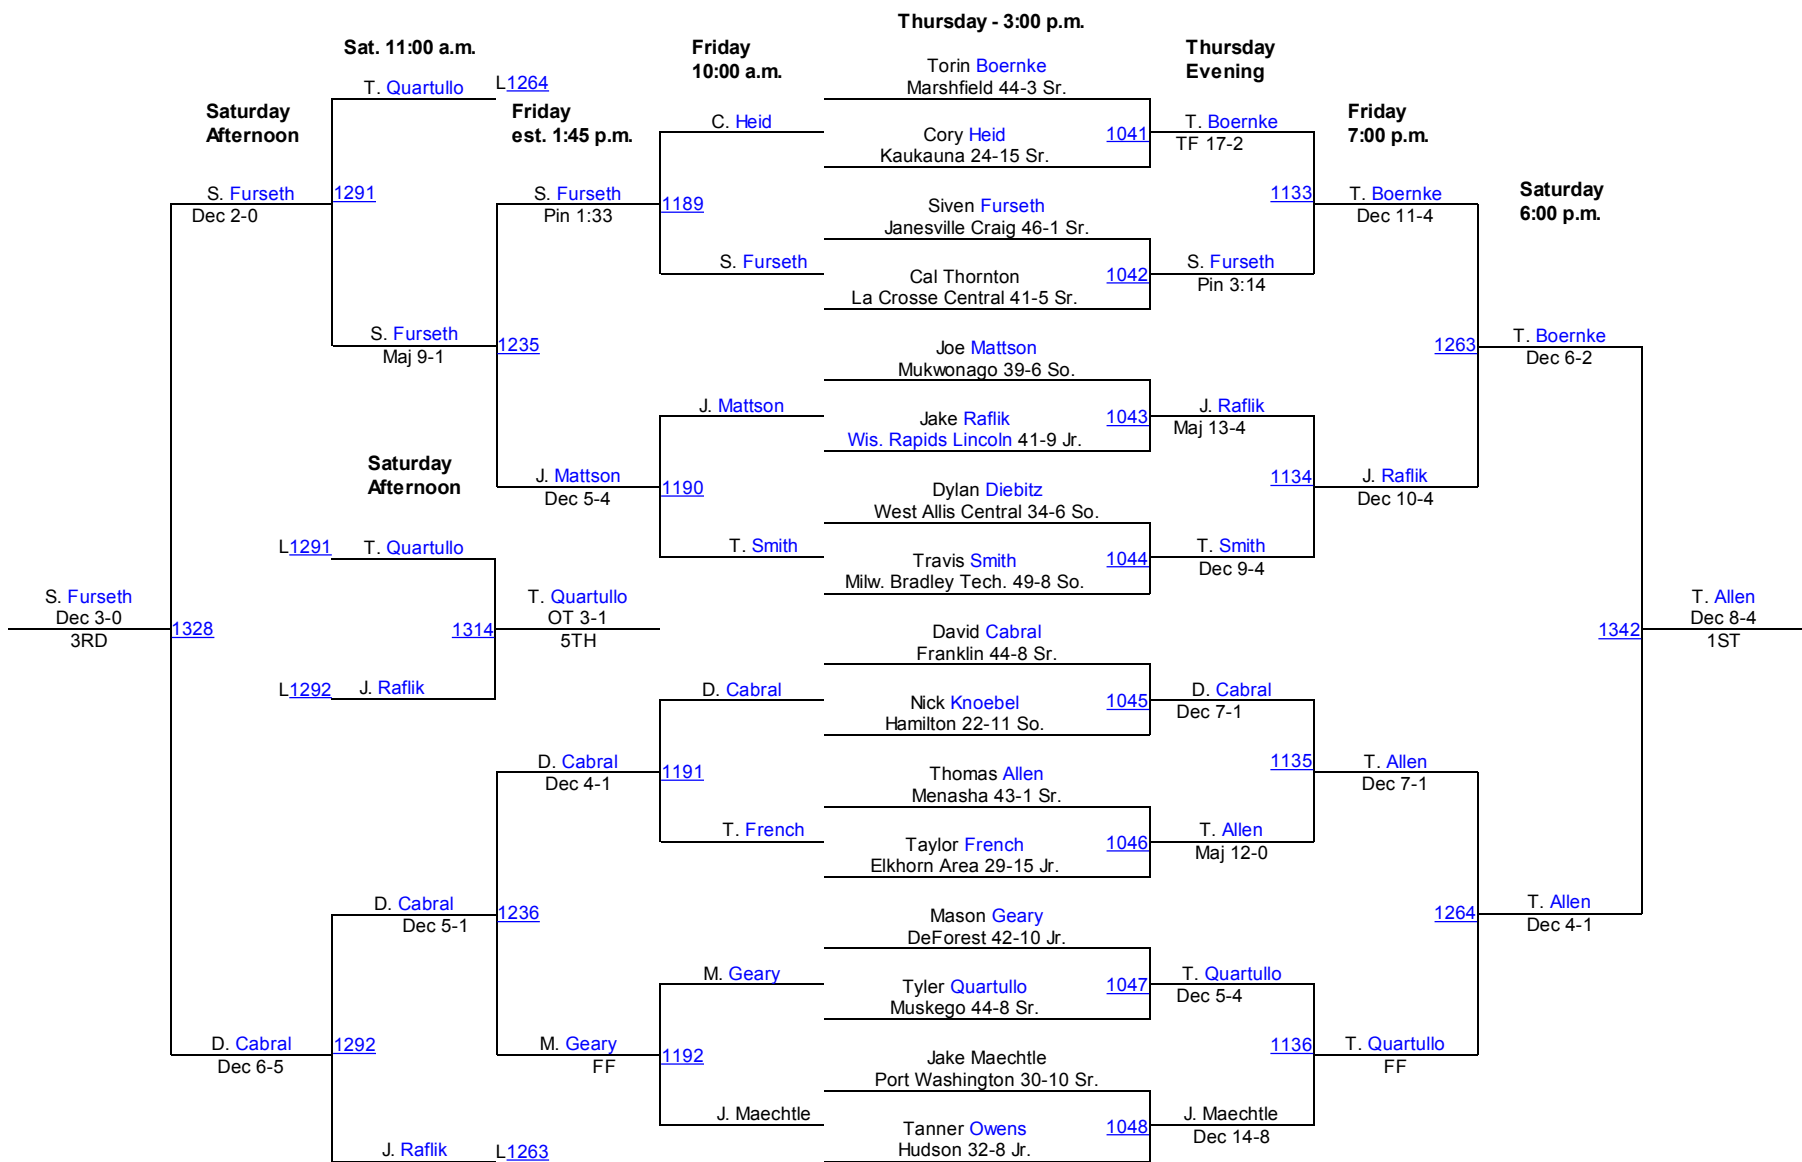 Thursday - 3:00 p.m.
Sat. 11:00 a.m.
Friday
10:00 a.m.
Thursday
Evening
Torin Boernke
Marshfield 44-3 Sr.
T. Quartullo
L1264
Saturday
Afternoon
Friday
est. 1:45 p.m.
Friday
7:00 p.m.
C. Heid
Cory Heid
Kaukauna 24-15 Sr.
1041
T. Boernke
TF 17-2
S. Furseth
Dec 2-0
1291
S. Furseth
Pin 1:33
1189
Siven Furseth
Janesville Craig 46-1 Sr.
1133
T. Boernke
Dec 11-4
Saturday
6:00 p.m.
S. Furseth
Cal Thornton
La Crosse Central 41-5 Sr.
1042
S. Furseth
Pin 3:14
S. Furseth
Maj 9-1
1235
Joe Mattson
Mukwonago 39-6 So.
1263
T. Boernke
Dec 6-2
J. Mattson
Jake Raflik
Wis. Rapids Lincoln 41-9 Jr.
1043
J. Raflik
Maj 13-4
Saturday
Afternoon
J. Mattson
Dec 5-4
1190
Dylan Diebitz
West Allis Central 34-6 So.
1134
J. Raflik
Dec 10-4
L1291
T. Quartullo
T. Smith
Travis Smith
Milw. Bradley Tech. 49-8 So.
1044
T. Smith
Dec 9-4
S. Furseth
Dec 3-0
3RD
1328
1314
T. Quartullo
OT 3-1
5TH
David Cabral
Franklin 44-8 Sr.
1342
T. Allen
Dec 8-4
1ST
L1292
J. Raflik
D. Cabral
Nick Knoebel
Hamilton 22-11 So.
1045
D. Cabral
Dec 7-1
D. Cabral
Dec 4-1
1191
Thomas Allen
Menasha 43-1 Sr.
1135
T. Allen
Dec 7-1
T. French
Taylor French
Elkhorn Area 29-15 Jr.
1046
T. Allen
Maj 12-0
D. Cabral
Dec 5-1
1236
Mason Geary
DeForest 42-10 Jr.
1264
T. Allen
Dec 4-1
M. Geary
Tyler Quartullo
Muskego 44-8 Sr.
1047
T. Quartullo
Dec 5-4
D. Cabral
Dec 6-5
1292
M. Geary
FF
1192
Jake Maechtle
Port Washington 30-10 Sr.
1136
T. Quartullo
FF
J. Maechtle
Tanner Owens
Hudson 32-8 Jr.
1048
J. Maechtle
Dec 14-8
J. Raflik
L1263